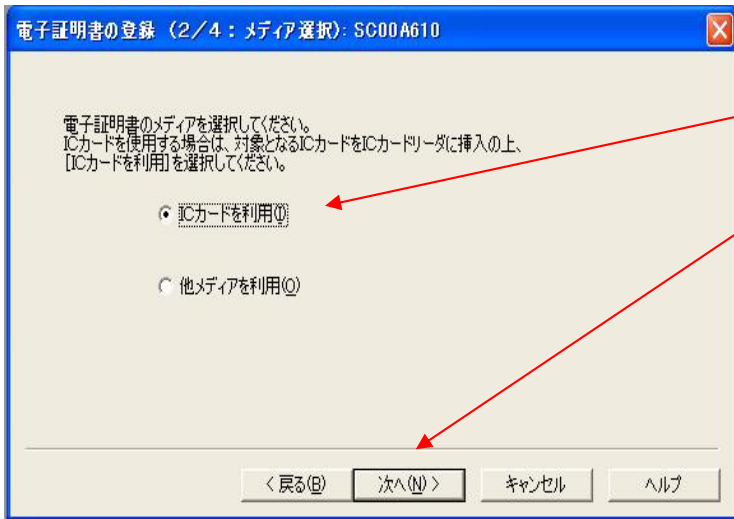 電子証明書の登録 (2/4:メディア選択): SC00A610
電子証明書のメディアを選択してください。
ICカードを使用する場合は、対象となるICカードをICカードリーダに挿入の上、
[ICカードを利用]を選択してください。
ICカードを利用(I)
他メディアを利用(O)
< 戻る(B) 次へ(N) > キャンセル ヘルプ